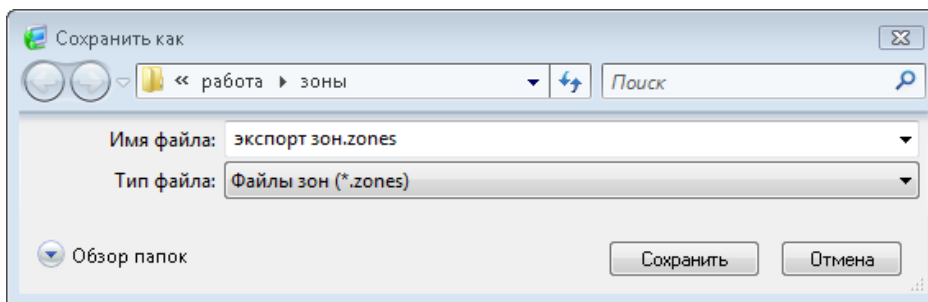 Сохранить как
« работа зоны
Поиск
Имя файла: экспорт зон.zones
Тип файла: Файлы зон (*.zones)
Обзор папок
Сохранить
Отмена